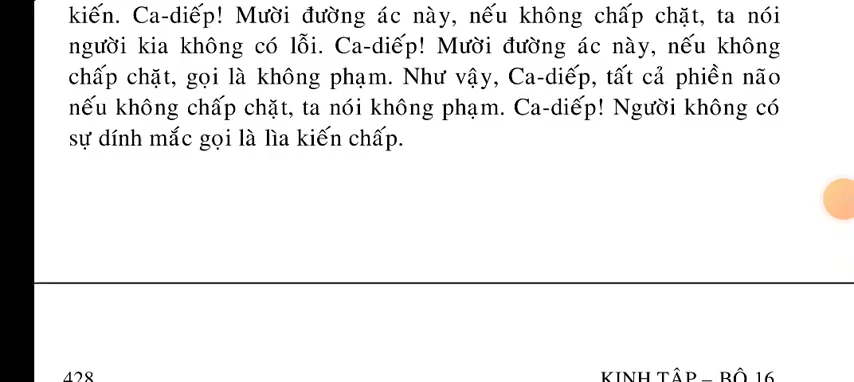 kiến. Ca-diếp! Mười đường ác này, nếu không chấp chặt, ta nói
người kia không có lỗi. Ca-diếp! Mười đường ác này, nếu không
chấp chặt, gọi là không phạm. Như vậy, Ca-diếp, tất cả phiền não
nếu không chấp chặt, ta nói không phạm. Ca-diếp! Người không có
sự dính mắc gọi là lìa kiến chấp.
428 KINH TẬP – BỘ 16